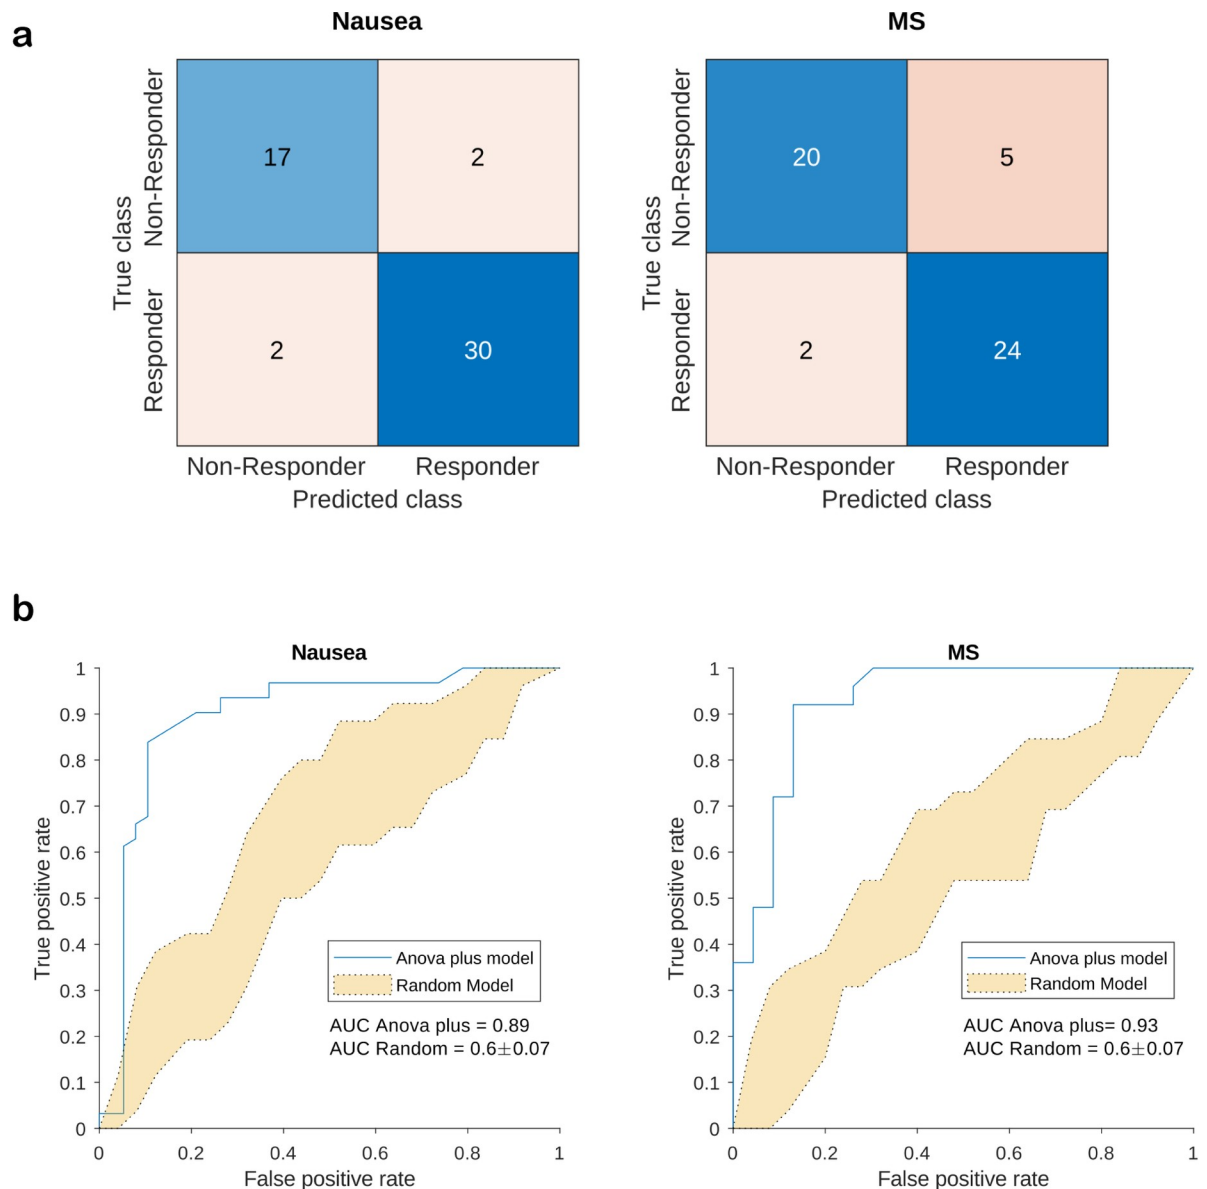 a
Nausea
True class
Non-Responder
Responder
17
2
2
30
Non-Responder
Responder
Predicted class
MS
True class
Non-Responder
Responder
20
5
2
24
Non-Responder
Responder
Predicted class
b
Nausea
True positive rate
1
0.9
0.8
0.7
0.6
0.5
0.4
0.3
0.2
0.1
0
Anova plus model
Random Model
AUC Anova plus = 0.89
AUC Random = 0.6±0.07
0
0.2
0.4
0.6
0.8
1
False positive rate
MS
True positive rate
1
0.9
0.8
0.7
0.6
0.5
0.4
0.3
0.2
0.1
0
Anova plus model
Random Model
AUC Anova plus= 0.93
AUC Random = 0.6±0.07
0
0.2
0.4
0.6
0.8
1
False positive rate